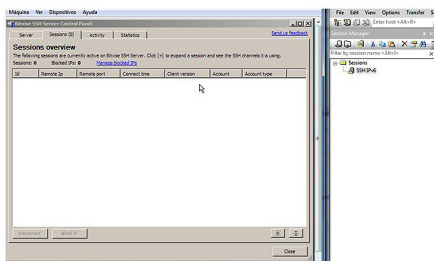 Máquina Ver Dispositivos Ayuda
Bitvise SSH Server Control Panel
Server Sessions (0) Activity Statistics
Send us feedback
Sessions overview
The following sessions are currently active on Bitvise SSH Server. Click [+] to expand a session and see the SSH channels it is using.
Sessions: 0 Blocked IPs: 0 Manage blocked IPs
Id Remote Ip Remote port Connect time Client version Account Account type
Disconnect Block IP
Close
File Edit View Options Transfer
Enter host <Alt+R>
Session Manager
Filter by session name <Alt+I>
Sessions
SSH IPv6